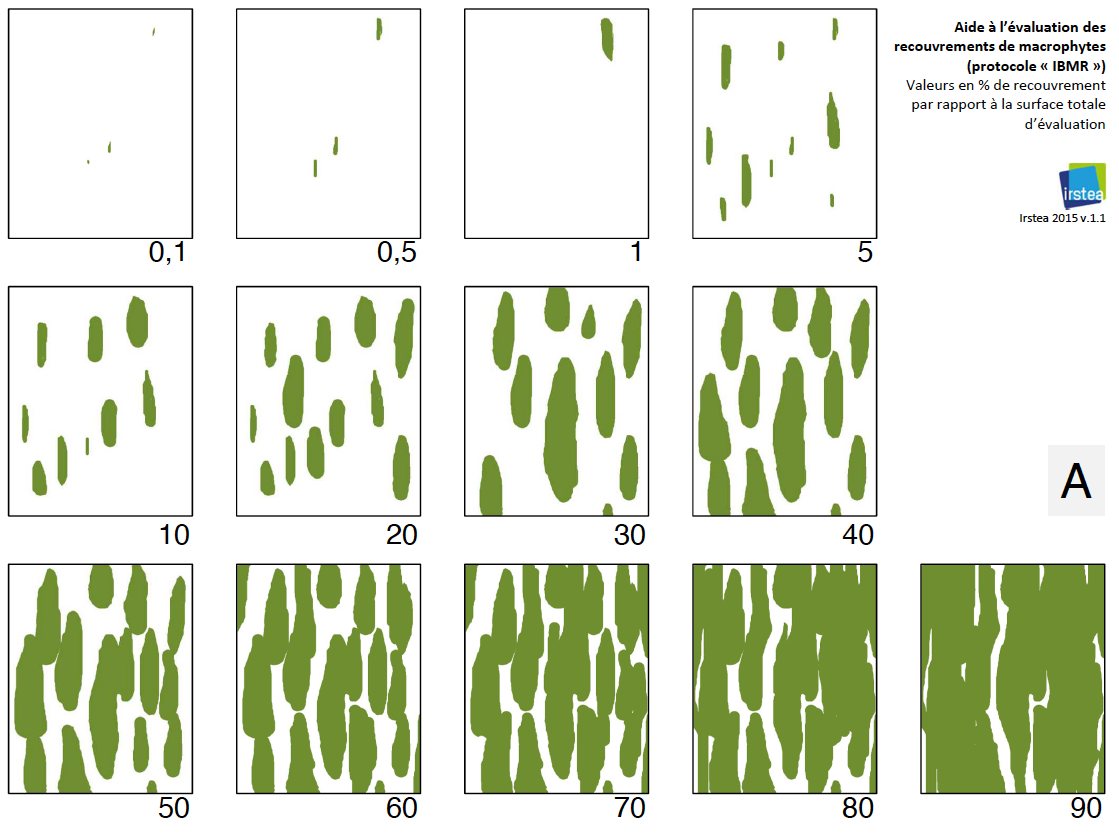 Aide à l’évaluation des
recouvrements de macrophytes
(protocole « IBMR »)
Valeurs en % de recouvrement
par rapport à la surface totale
d’évaluation
irstea
Irstea 2015 v.1.1
0,1
0,5
1
5
10
20
30
40
A
50
60
70
80
90